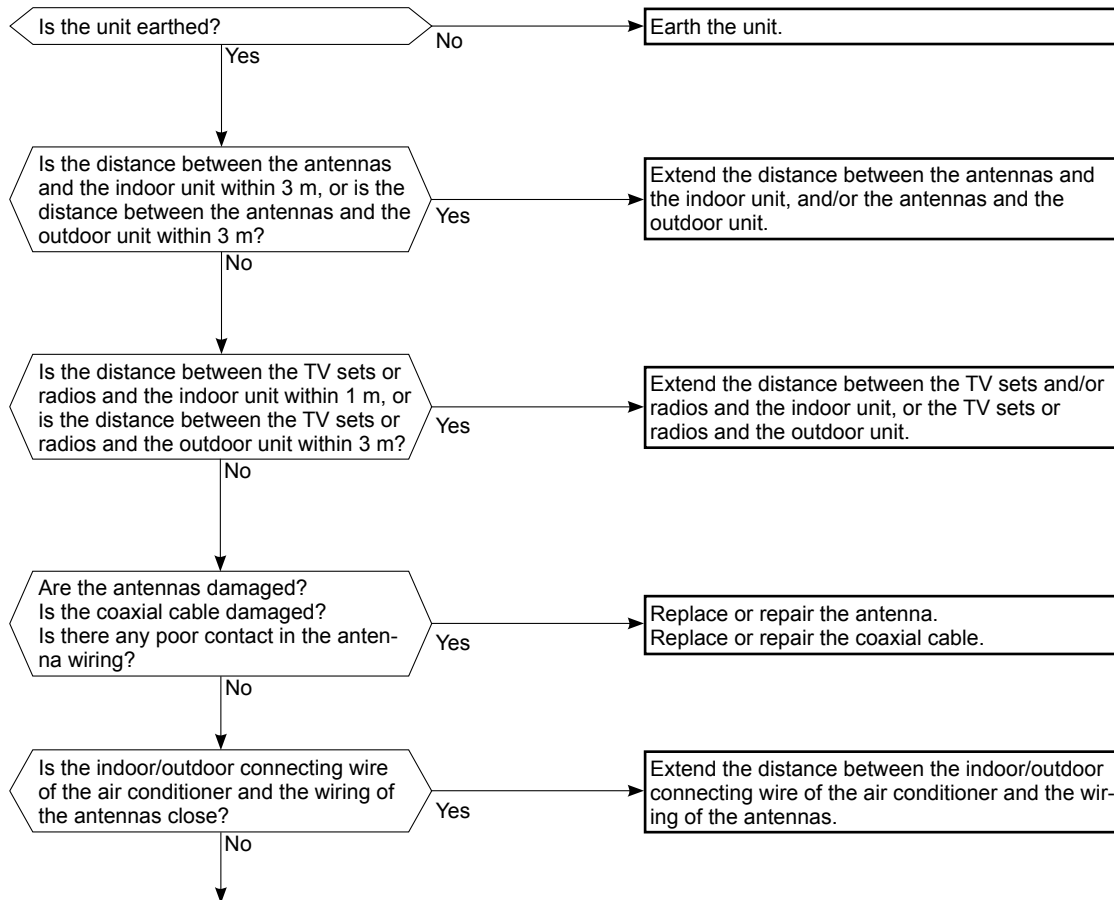 Is the unit earthed?
No
Earth the unit.
Yes
Is the distance between the antennas
and the indoor unit within 3 m, or is the
distance between the antennas and the
outdoor unit within 3 m?
Yes
Extend the distance between the antennas and
the indoor unit, and/or the antennas and the
outdoor unit.
No
Is the distance between the TV sets or
radios and the indoor unit within 1 m, or
is the distance between the TV sets or
radios and the outdoor unit within 3 m?
Yes
Extend the distance between the TV sets and/or
radios and the indoor unit, or the TV sets or
radios and the outdoor unit.
No
Are the antennas damaged?
Is the coaxial cable damaged?
Is there any poor contact in the anten-
na wiring?
Yes
Replace or repair the antenna.
Replace or repair the coaxial cable.
No
Is the indoor/outdoor connecting wire
of the air conditioner and the wiring of
the antennas close?
Yes
Extend the distance between the indoor/outdoor
connecting wire of the air conditioner and the wir-
ing of the antennas.
No